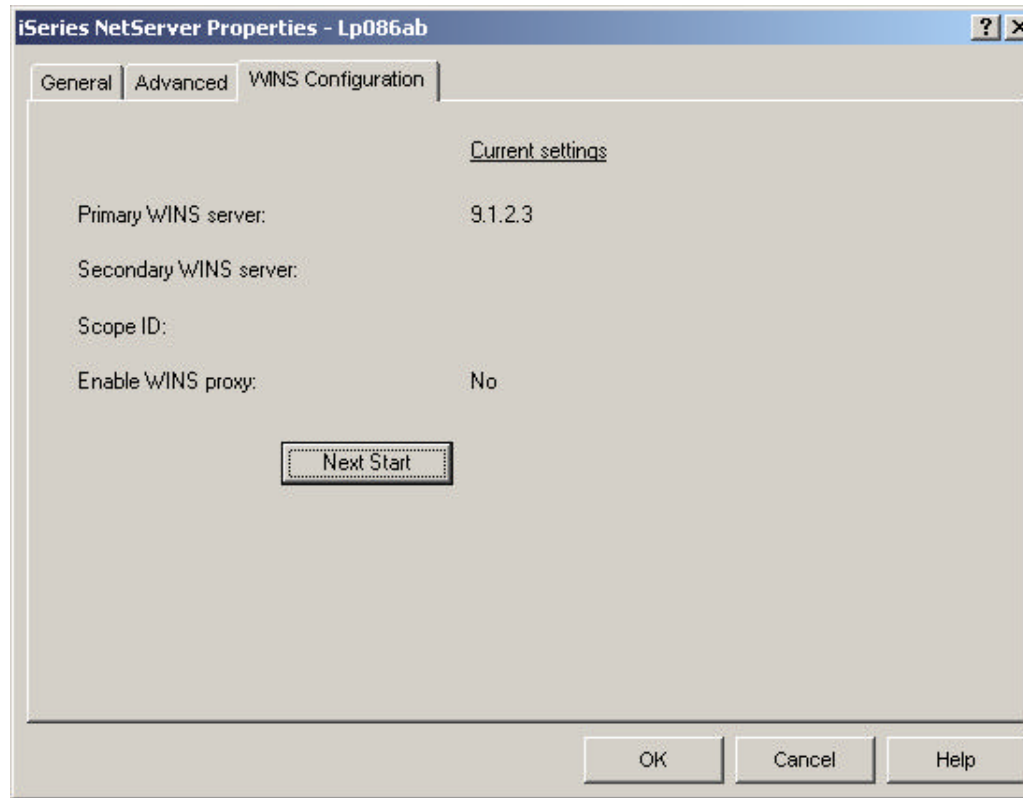 iSeries NetServer Properties - Lp086ab
General Advanced WINS Configuration
Current settings
Primary WINS server: 9.1.2.3
Secondary WINS server:
Scope ID:
Enable WINS proxy: No
Next Start
OK Cancel Help